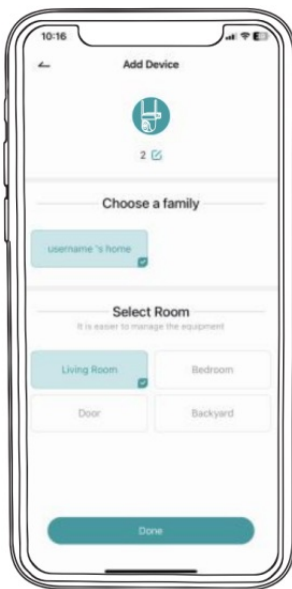 10:16
Add Device
2
Choose a family
username 's home
Select Room
It is easier to manage the equipment
Living Room
Bedroom
Door
Backyard
Done